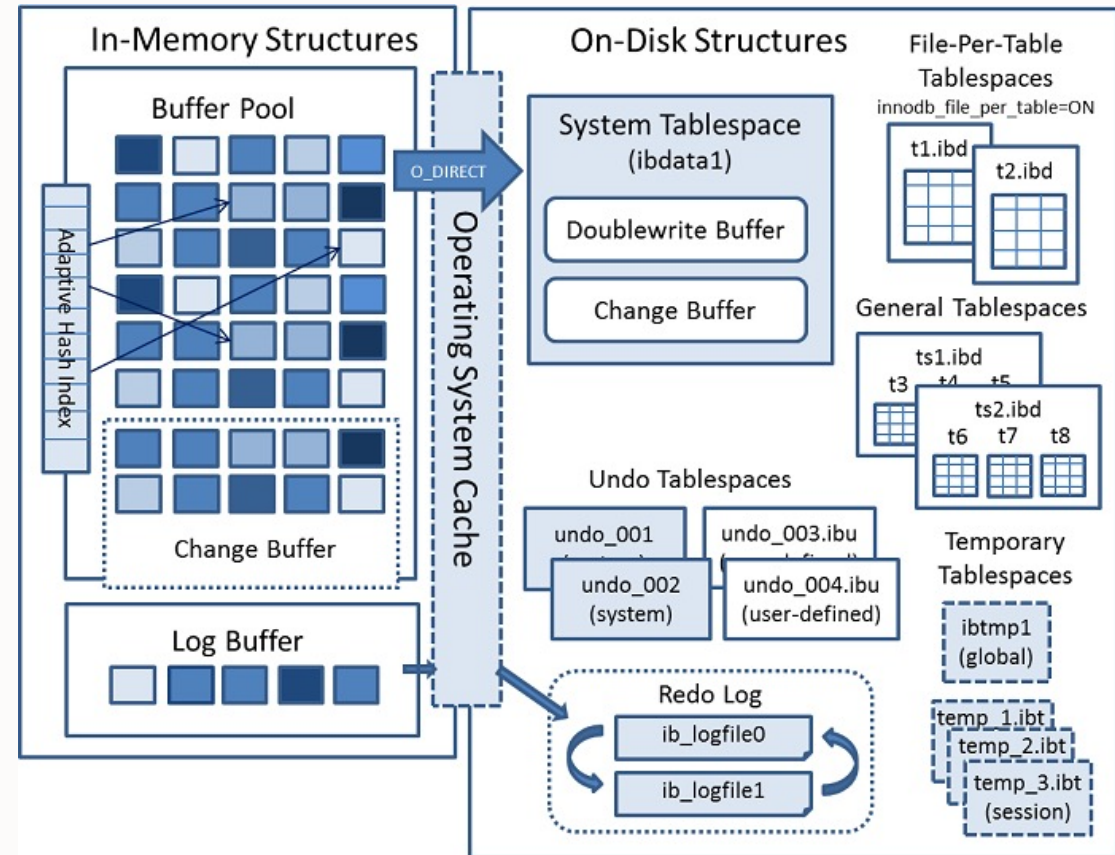 In-Memory Structures
Buffer Pool
Adaptive Hash Index
Change Buffer
Log Buffer
O_DIRECT
Operating System Cache
On-Disk Structures
System Tablespace
(ibdata1)
Doublewrite Buffer
Change Buffer
File-Per-Table
Tablespaces
innodb_file_per_table=ON
t1.ibd
t2.ibd
General Tablespaces
ts1.ibd
t3 t4 t5
ts2.ibd
t6 t7 t8
Undo Tablespaces
undo_001
undo_002
(system)
undo_003.ibu
undo_004.ibu
(user-defined)
Temporary
Tablespaces
ibtmp1
(global)
temp_1.ibt
temp_2.ibt
temp_3.ibt
(session)
Redo Log
ib_logfile0
ib_logfile1